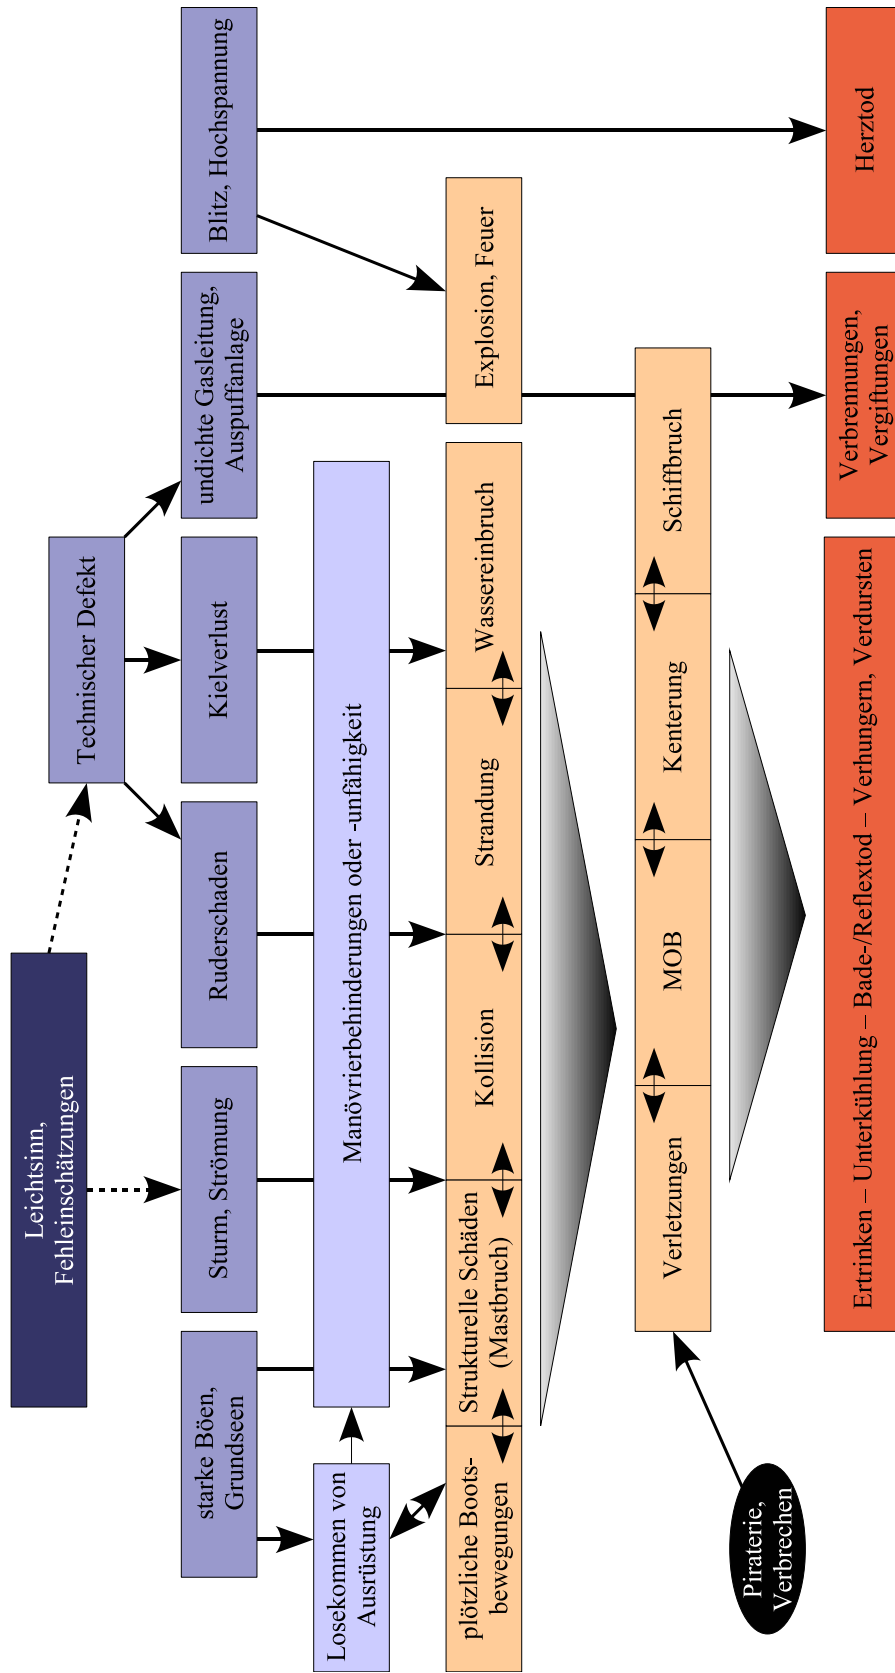 Leichtsinn,
Fehleinschätzungen
Technischer Defekt
starke Böen,
Grundseen
Sturm, Strömung
Ruderschaden
Kielverlust
undichte Gasleitung,
Auspuffanlage
Blitz, Hochspannung
Losekommen von
Ausrüstung
Manövrierbehinderungen oder -unfähigkeit
plötzliche Boots-
bewegungen
Strukturelle Schäden
(Mastbruch)
Kollision
Strandung
Wassereinbruch
Explosion, Feuer
Verletzungen
MOB
Kenterung
Schiffbruch
Piraterie,
Verbrechen
Ertrinken – Unterkühlung – Bade-/Reflextod – Verhungern, Verdursten
Verbrennungen,
Vergiftungen
Herztod